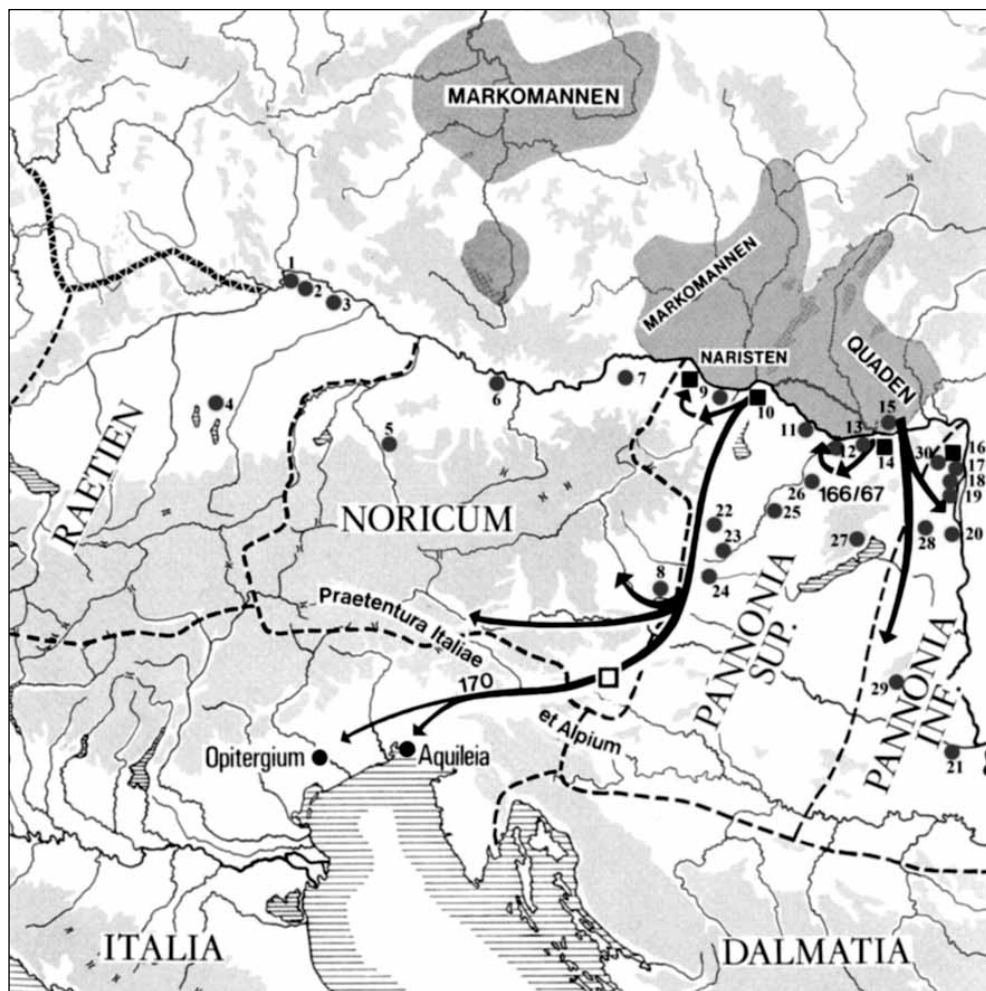 MARKOMANNEN
MARKOMANNEN
NARISTEN
QUADEN
1
2
3
4
5
6
7
9
10
11
12
13
14
15
16
17
18
19
20
30
166/67
26
25
22
23
24
27
28
8
29
21
RAETIEN
NORICUM
PANNONIA
SUP.
PANNONIA
INF.
Praetentura Italiae
et Alpium
170
Opitergium
Aquileia
ITALIA
DALMATIA